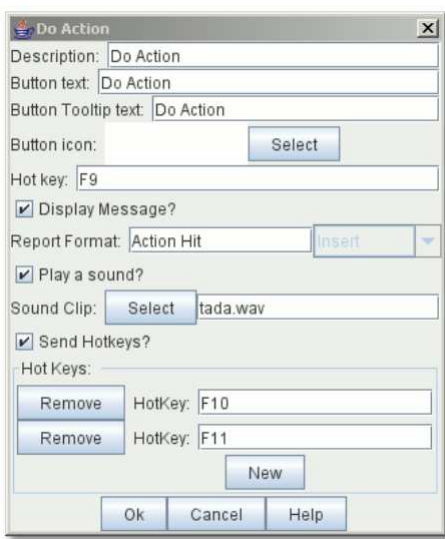 Do Action
Description: Do Action
Button text: Do Action
Button Tooltip text: Do Action
Button icon: Select
Hot key: F9
Display Message?
Report Format: Action Hit Insert
Play a sound?
Sound Clip: Select tada.wav
Send Hotkeys?
Hot Keys:
Remove HotKey: F10
Remove HotKey: F11
New
Ok Cancel Help